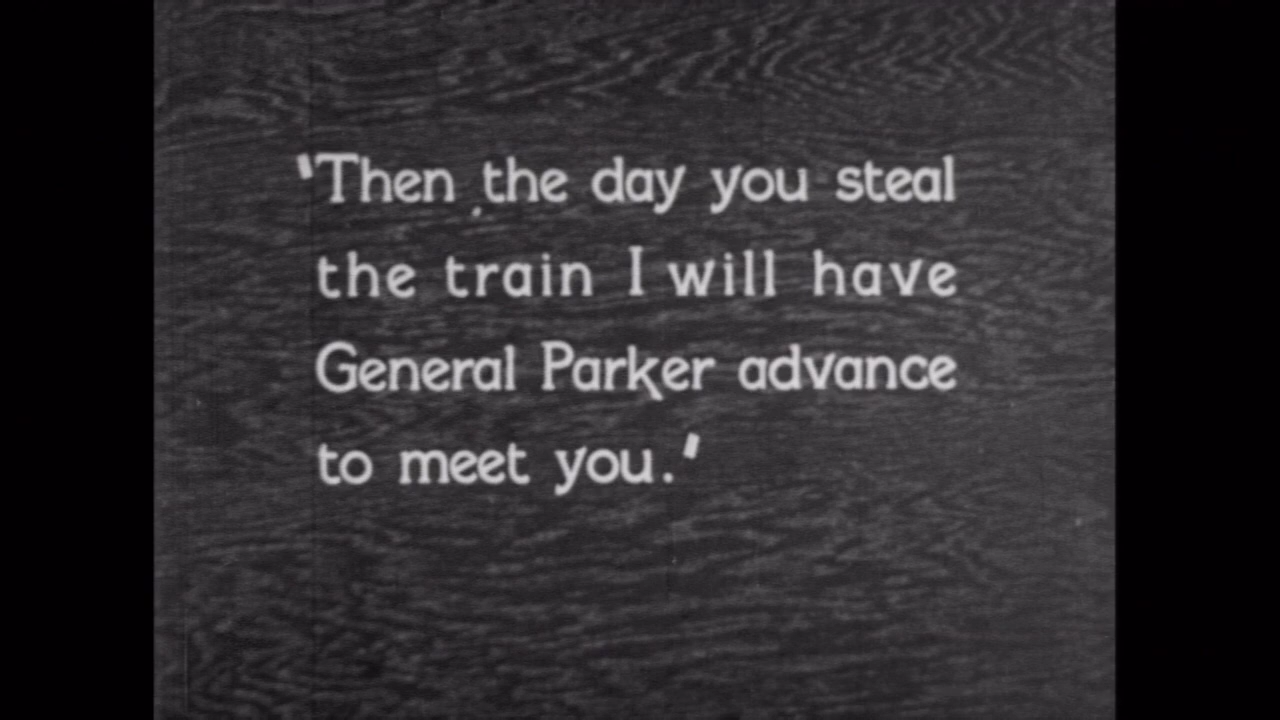 "Then the day you steal
the train I will have
General Parker advance
to meet you."